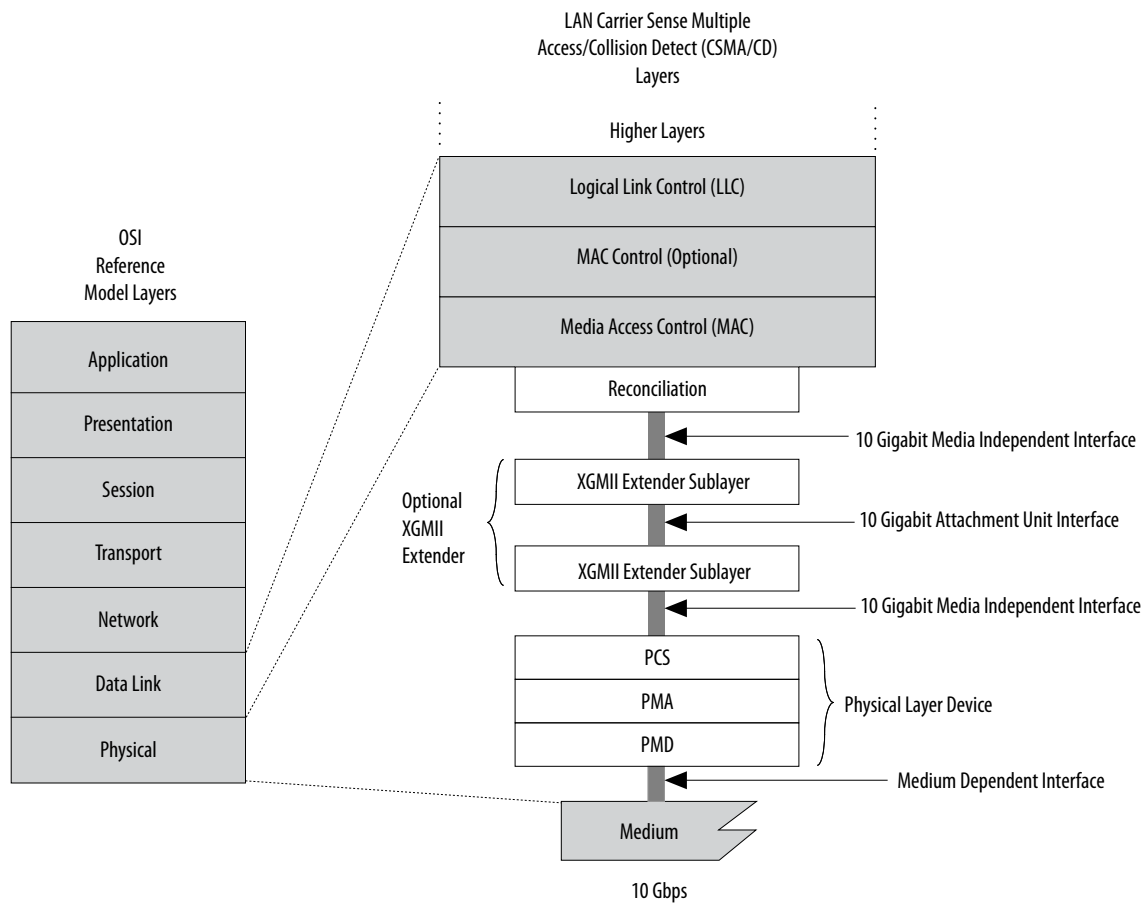 LAN Carrier Sense Multiple
Access/Collision Detect (CSMA/CD)
Layers
Higher Layers
Logical Link Control (LLC)
MAC Control (Optional)
Media Access Control (MAC)
Reconciliation
10 Gigabit Media Independent Interface
XGMII Extender Sublayer
Optional
XGMII
Extender
10 Gigabit Attachment Unit Interface
XGMII Extender Sublayer
10 Gigabit Media Independent Interface
PCS
PMA
PMD
Physical Layer Device
Medium Dependent Interface
Medium
10 Gbps
OSI
Reference
Model Layers
Application
Presentation
Session
Transport
Network
Data Link
Physical